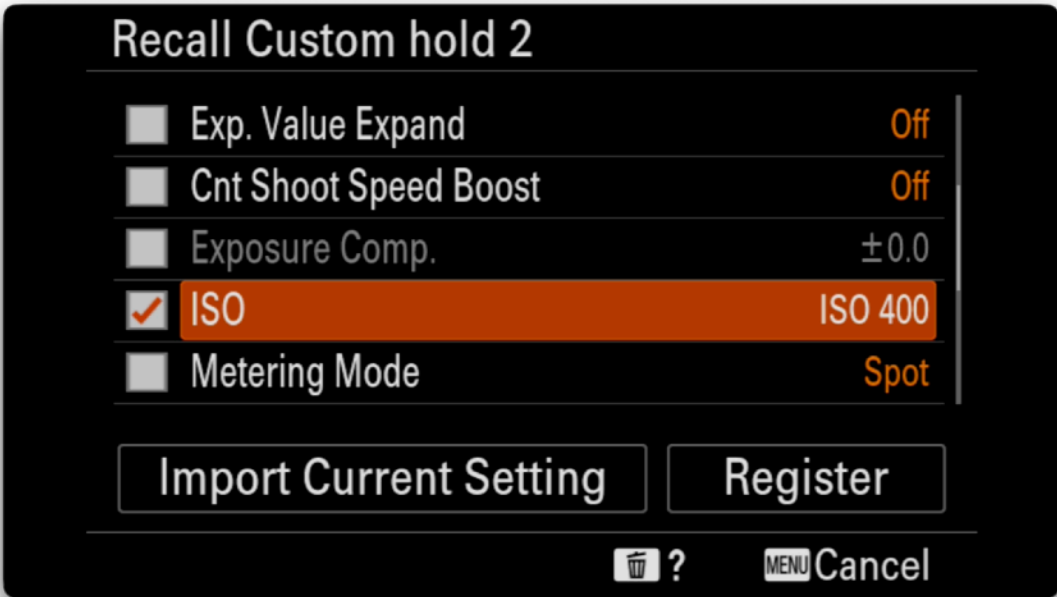 Recall Custom hold 2
Exp. Value Expand Off
Cnt Shoot Speed Boost Off
Exposure Comp. ±0.0
ISO ISO 400
Metering Mode Spot
Import Current Setting Register
? MENU Cancel